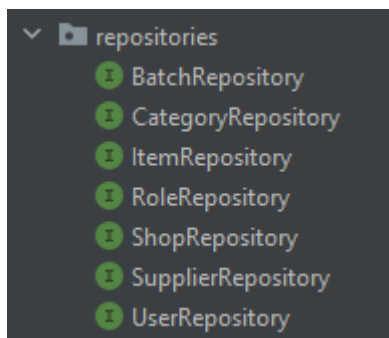 repositories
I BatchRepository
I CategoryRepository
I ItemRepository
I RoleRepository
I ShopRepository
I SupplierRepository
I UserRepository